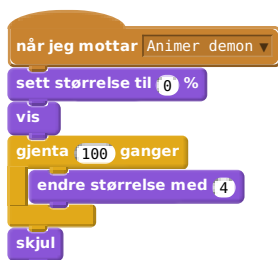 når jeg mottar Animer demon
sett størrelse til 0 %
vis
gjenta 100 ganger
endre størrelse med 4
skjul